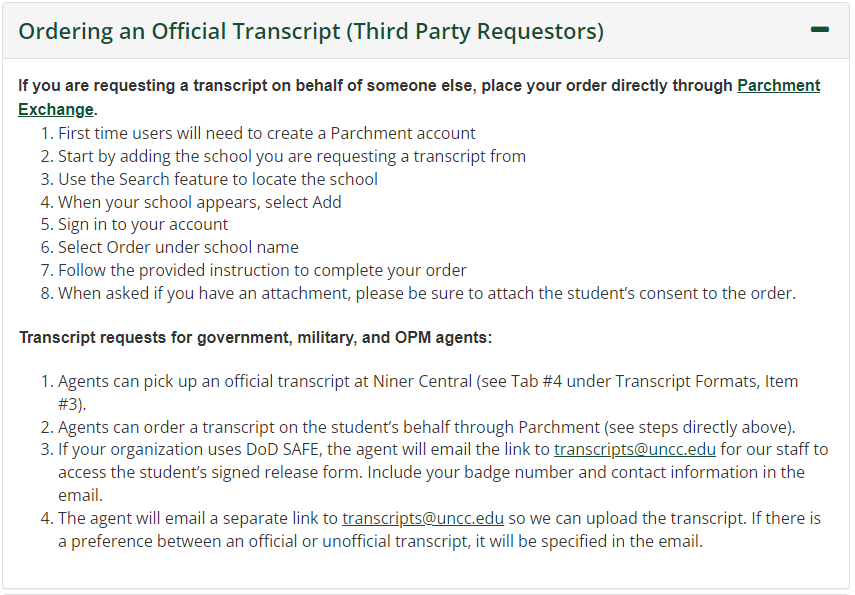 Ordering an Official Transcript (Third Party Requestors)
If you are requesting a transcript on behalf of someone else, place your order directly through Parchment
Exchange.
1. First time users will need to create a Parchment account
2. Start by adding the school you are requesting a transcript from
3. Use the Search feature to locate the school
4. When your school appears, select Add
5. Sign in to your account
6. Select Order under school name
7. Follow the provided instruction to complete your order
8. When asked if you have an attachment, please be sure to attach the student’s consent to the order.
Transcript requests for government, military, and OPM agents:
1. Agents can pick up an official transcript at Niner Central (see Tab #4 under Transcript Formats, Item
#3).
2. Agents can order a transcript on the student’s behalf through Parchment (see steps directly above).
3. If your organization uses DoD SAFE, the agent will email the link to transcripts@uncc.edu for our staff to
access the student’s signed release form. Include your badge number and contact information in the
email.
4. The agent will email a separate link to transcripts@uncc.edu so we can upload the transcript. If there is
a preference between an official or unofficial transcript, it will be specified in the email.